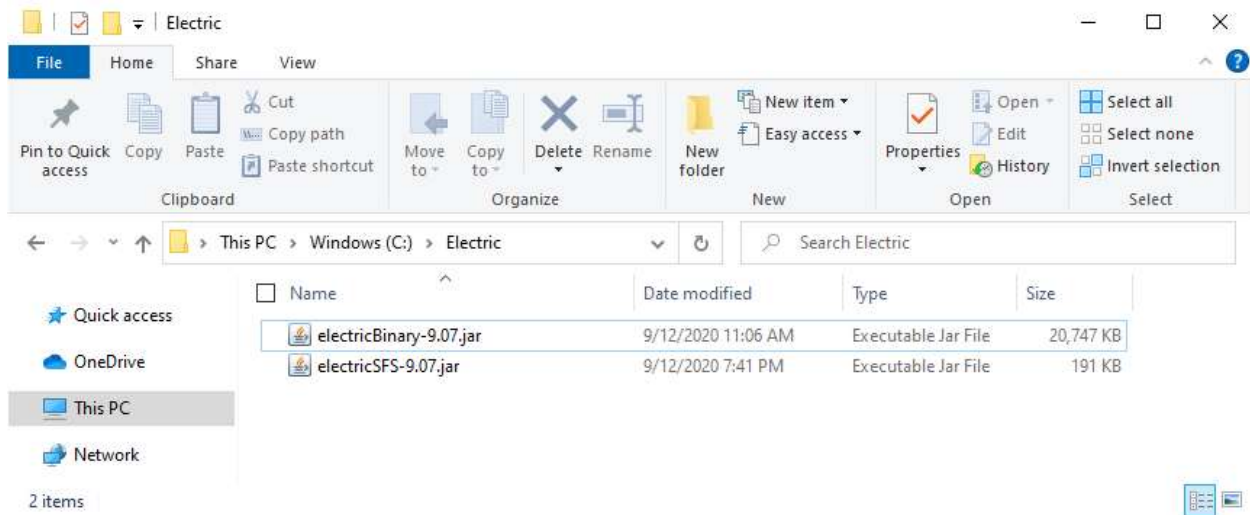 Electric
File Home Share View
Pin to Quick access
Copy
Paste
Cut
Copy path
Paste shortcut
Clipboard
Move to
Copy to
Delete
Rename
Organize
New folder
New item
Easy access
New
Properties
Open
Edit
History
Open
Select all
Select none
Invert selection
Select
This PC > Windows (C:) > Electric
Search Electric
Name Date modified Type Size
electricBinary-9.07.jar 9/12/2020 11:06 AM Executable Jar File 20,747 KB
electricSFS-9.07.jar 9/12/2020 7:41 PM Executable Jar File 191 KB
Quick access
OneDrive
This PC
Network
2 items